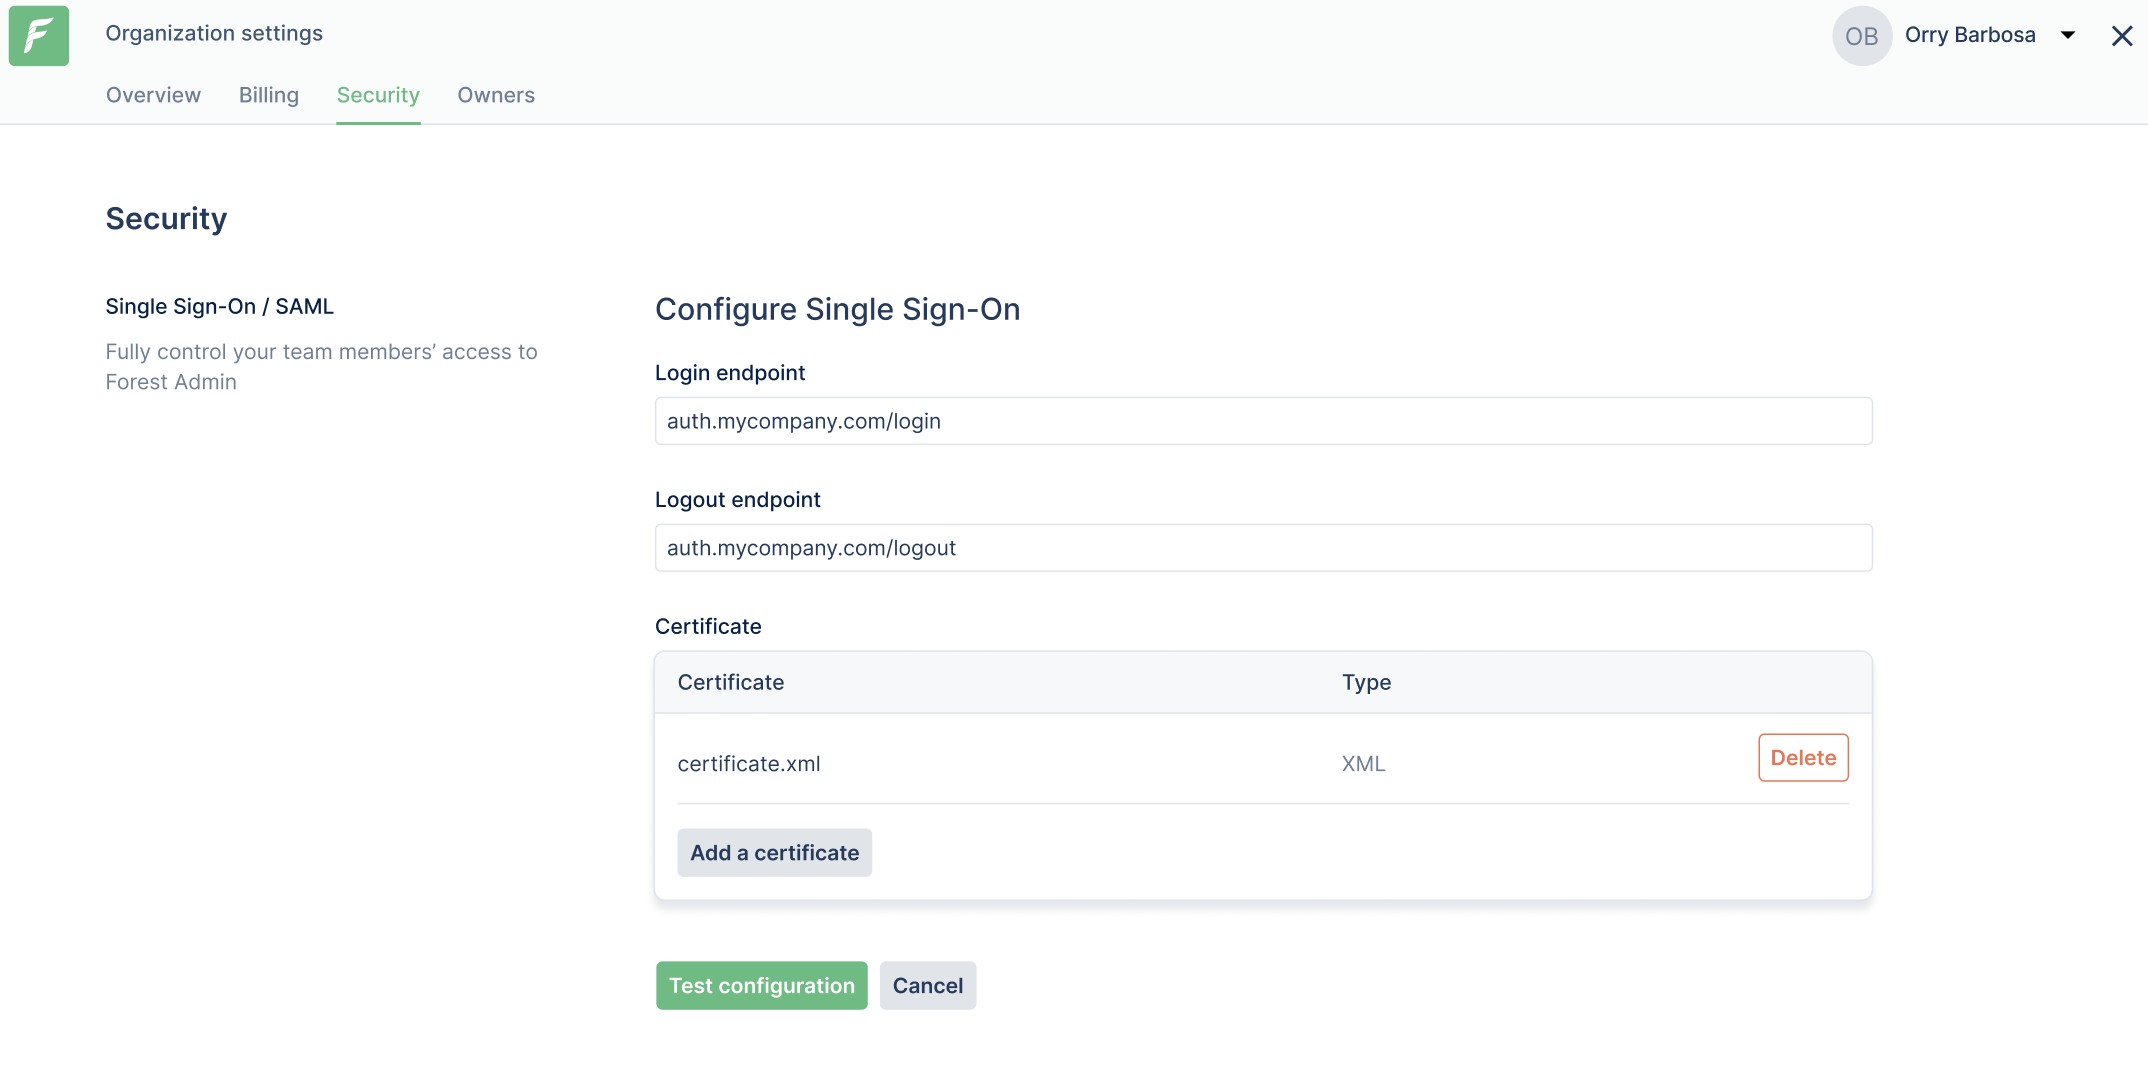 Organization settings
OB
Orry Barbosa
Overview
Billing
Security
Owners
Security
Single Sign-On / SAML
Fully control your team members’ access to
Forest Admin
Configure Single Sign-On
Login endpoint
auth.mycompany.com/login
Logout endpoint
auth.mycompany.com/logout
Certificate
Certificate
Type
certificate.xml
XML
Delete
Add a certificate
Test configuration
Cancel